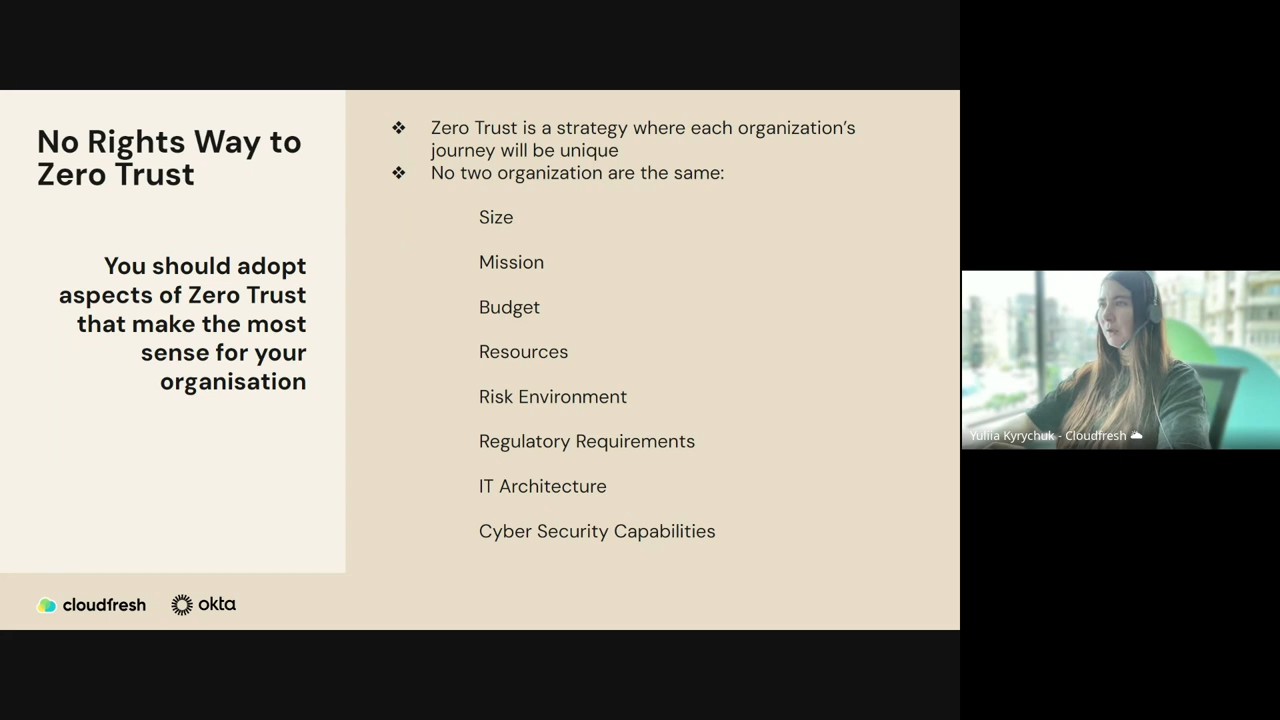 No Rights Way to
Zero Trust
You should adopt
aspects of Zero Trust
that make the most
sense for your
organisation
❖ Zero Trust is a strategy where each organization's
journey will be unique
❖ No two organization are the same:
Size
Mission
Budget
Resources
Risk Environment
Regulatory Requirements
IT Architecture
Cyber Security Capabilities
cloudfresh okta
Yuliia Kyrychuk - Cloudfresh